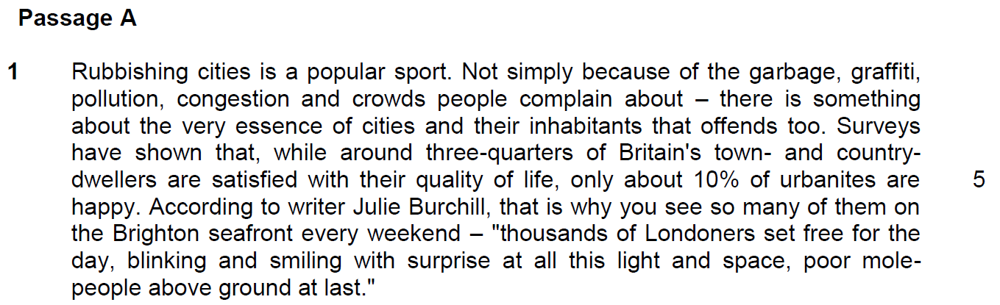 Passage A
1 Rubbishing cities is a popular sport. Not simply because of the garbage, graffiti,
pollution, congestion and crowds people complain about – there is something
about the very essence of cities and their inhabitants that offends too. Surveys
have shown that, while around three-quarters of Britain's town- and country-
dwellers are satisfied with their quality of life, only about 10% of urbanites are 5
happy. According to writer Julie Burchill, that is why you see so many of them on
the Brighton seafront every weekend – "thousands of Londoners set free for the
day, blinking and smiling with surprise at all this light and space, poor mole-
people above ground at last."